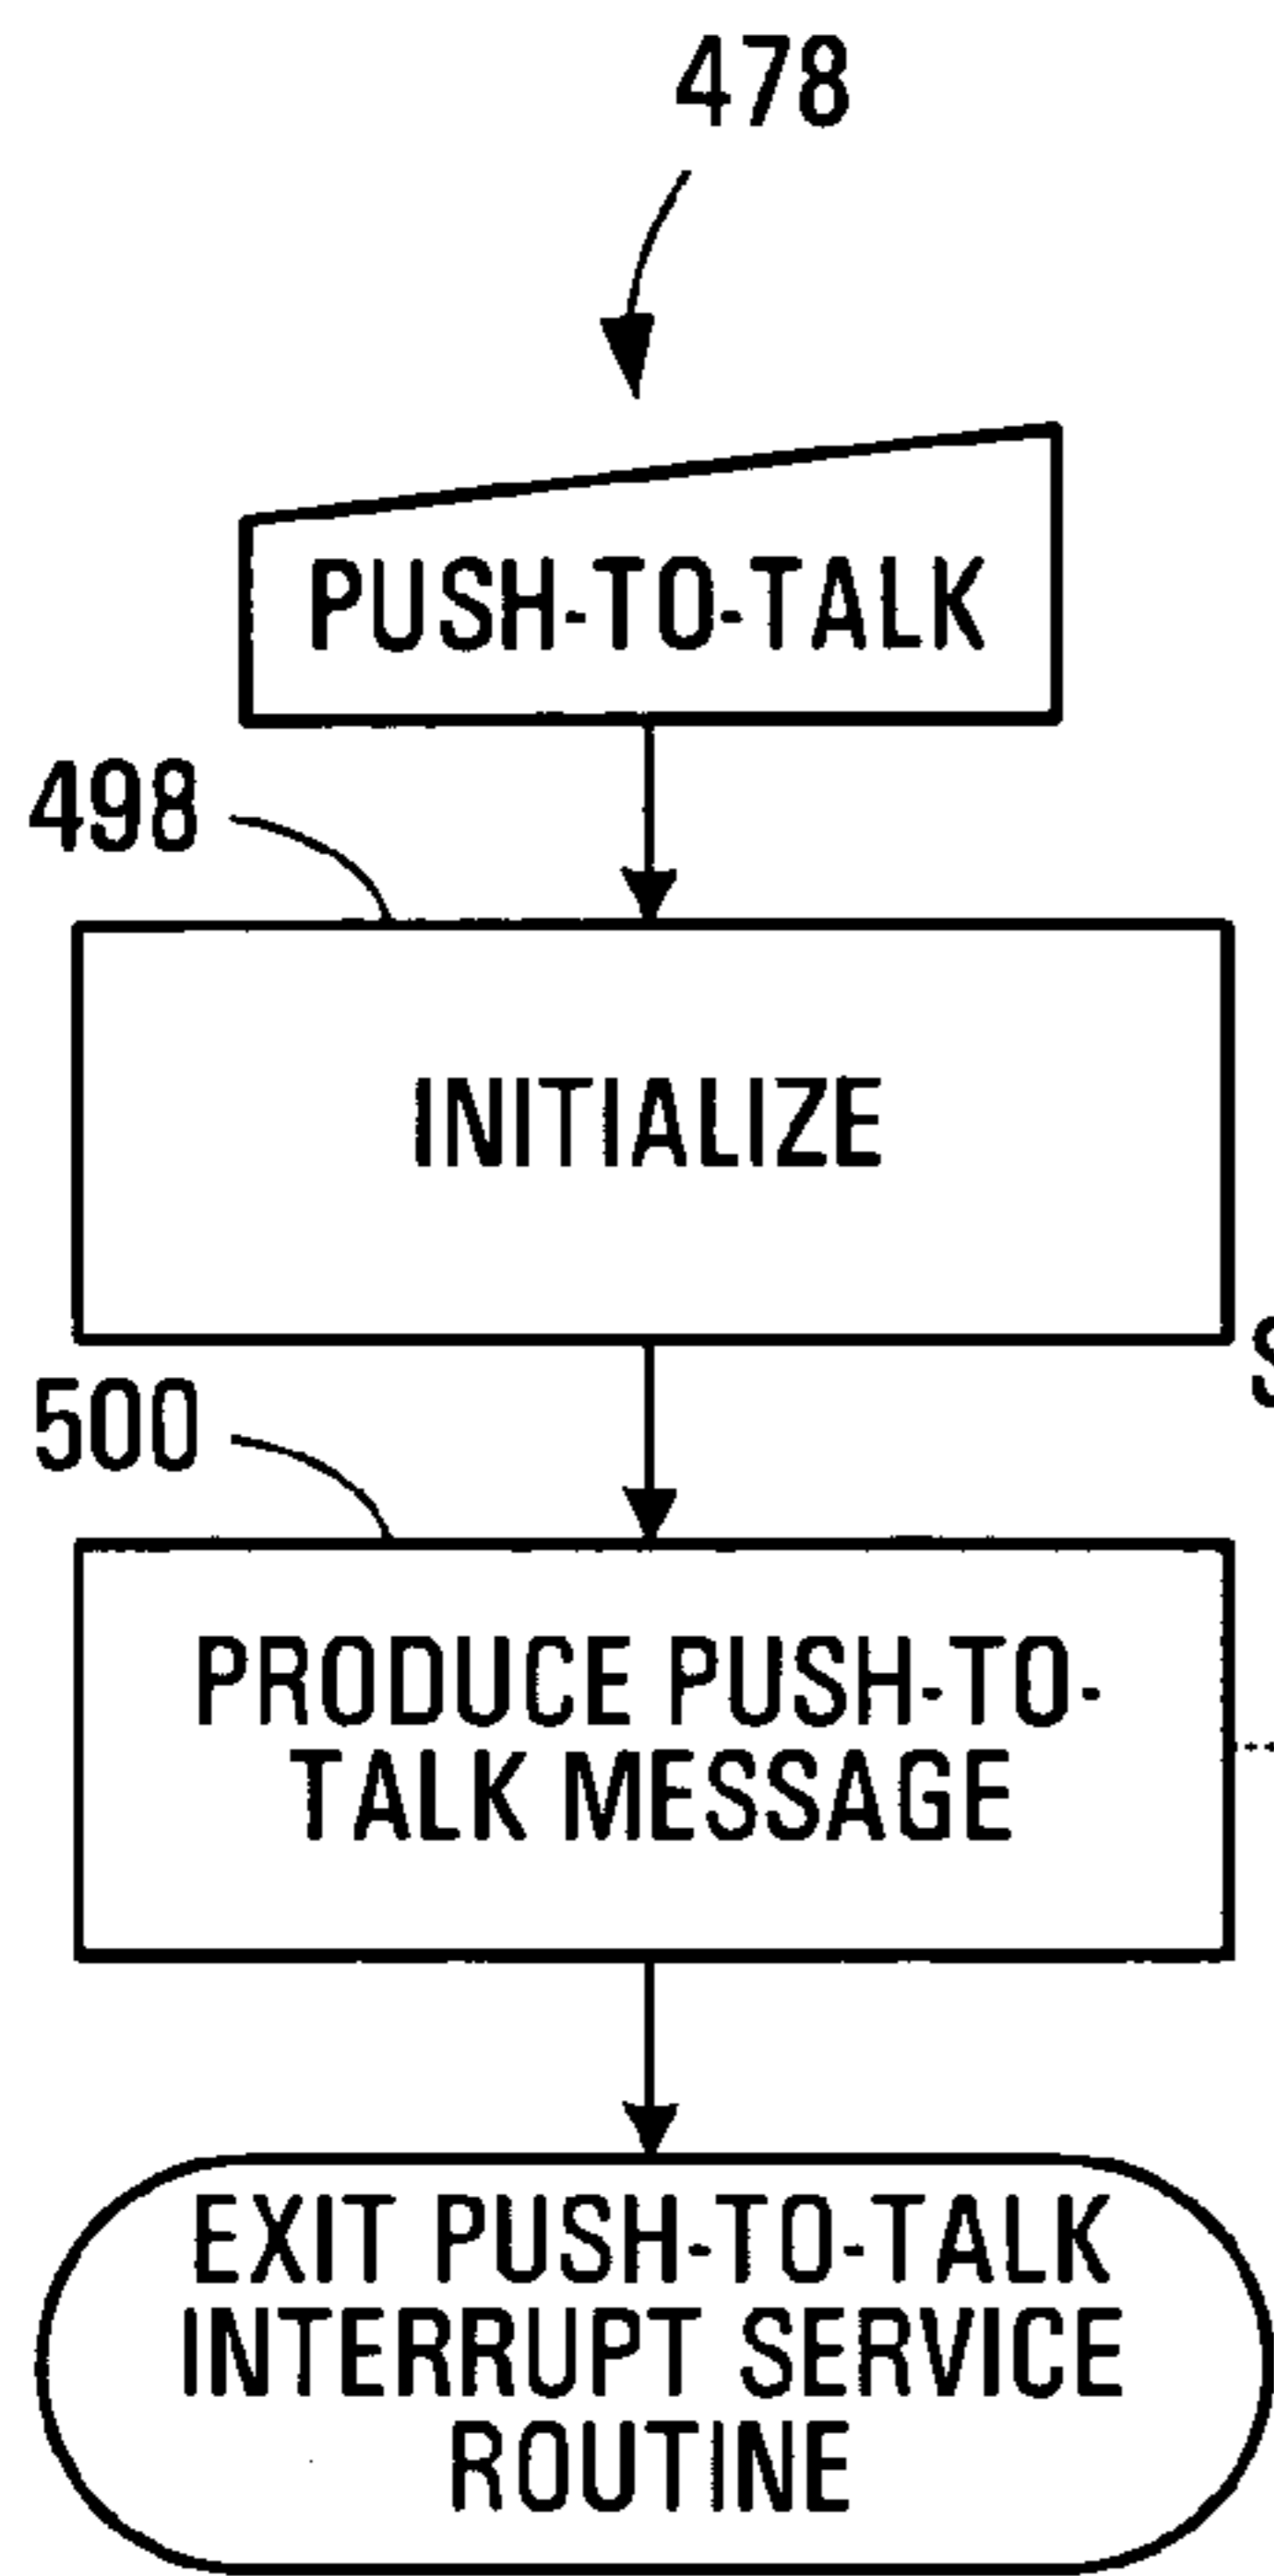 478
PUSH-TO-TALK
498
INITIALIZE
500
PRODUCE PUSH-TO-
TALK MESSAGE
EXIT PUSH-TO-TALK
INTERRUPT SERVICE
ROUTINE